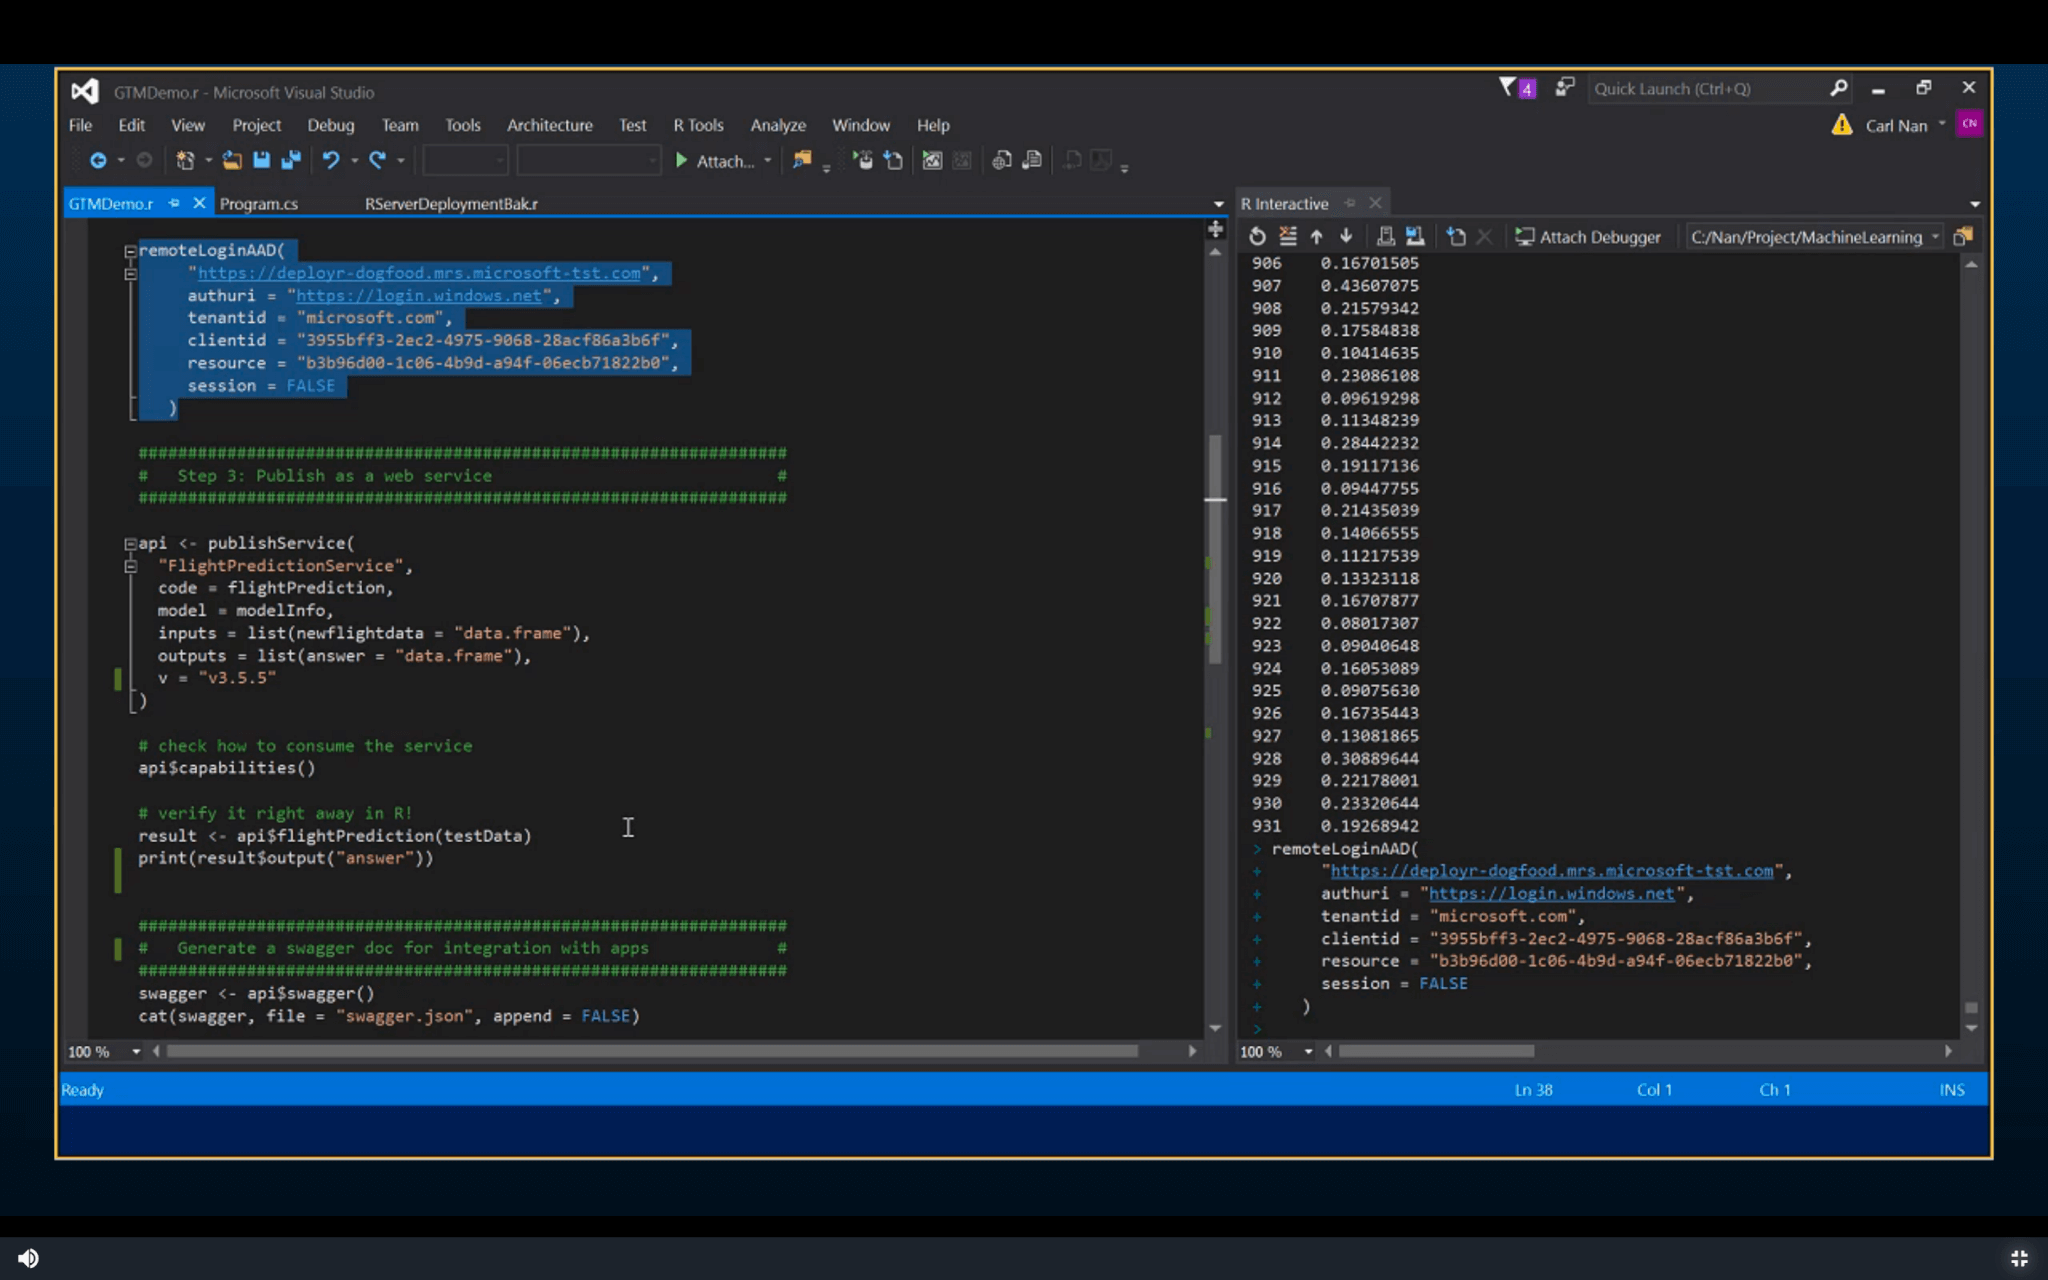 GTMDemo.r - Microsoft Visual Studio
4
Quick Launch (Ctrl+Q)
File Edit View Project Debug Team Tools Architecture Test R Tools Analyze Window Help
Carl Nan CN
Attach...
GTMDemo.r Program.cs RServerDeploymentBak.r
remoteLoginAAD(
"https://deployr-dogfood.mrs.microsoft-tst.com",
authuri = "https://login.windows.net",
tenantid = "microsoft.com",
clientid = "3955bff3-2ec2-4975-9068-28acf86a3b6f",
resource = "b3b96d00-1c06-4b9d-a94f-06ecb71822b0",
session = FALSE
)
##################################################################
# Step 3: Publish as a web service #
##################################################################
api <- publishService(
"FlightPredictionService",
code = flightPrediction,
model = modelInfo,
inputs = list(newflightdata = "data.frame"),
outputs = list(answer = "data.frame"),
v = "v3.5.5"
)
# check how to consume the service
api$capabilities()
# verify it right away in R!
result <- api$flightPrediction(testData)
print(result$output("answer"))
##################################################################
# Generate a swagger doc for integration with apps #
##################################################################
swagger <- api$swagger()
cat(swagger, file = "swagger.json", append = FALSE)
100 %
R Interactive
Attach Debugger C:/Nan/Project/MachineLearning
906 0.16701505
907 0.43607075
908 0.21579342
909 0.17584838
910 0.10414635
911 0.23086108
912 0.09619298
913 0.11348239
914 0.28442232
915 0.19117136
916 0.09447755
917 0.21435039
918 0.14066555
919 0.11217539
920 0.13323118
921 0.16707877
922 0.08017307
923 0.09040648
924 0.16053089
925 0.09075630
926 0.16735443
927 0.13081865
928 0.30889644
929 0.22178001
930 0.23320644
931 0.19268942
> remoteLoginAAD(
+ "https://deployr-dogfood.mrs.microsoft-tst.com",
+ authuri = "https://login.windows.net",
+ tenantid = "microsoft.com",
+ clientid = "3955bff3-2ec2-4975-9068-28acf86a3b6f",
+ resource = "b3b96d00-1c06-4b9d-a94f-06ecb71822b0",
+ session = FALSE
+ )
>
100 %
Ready Ln 38 Col 1 Ch 1 INS